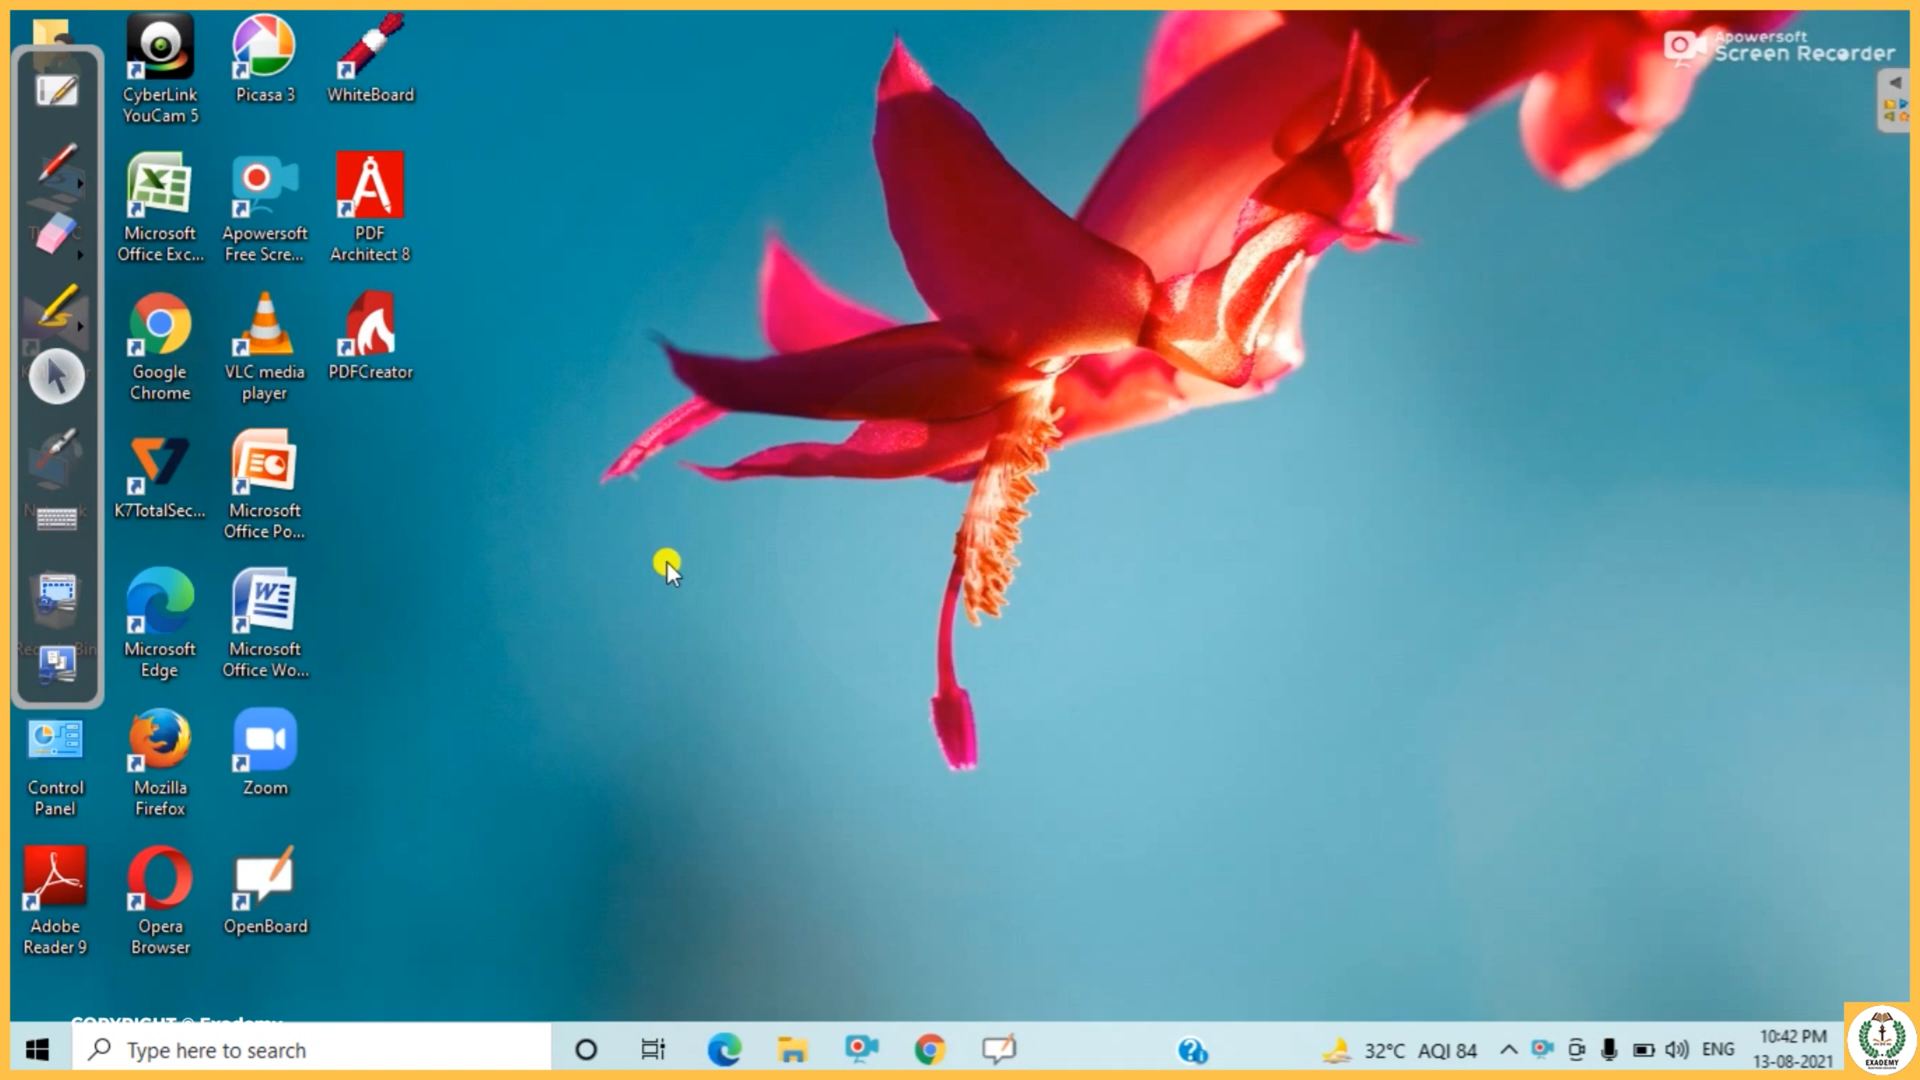 Apowersoft
Screen Recorder
CyberLink
YouCam 5
Picasa 3
WhiteBoard
Microsoft
Office Exc...
Apowersoft
Free Scre...
PDF
Architect 8
Google
Chrome
VLC media
player
PDFCreator
K7TotalSec...
Microsoft
Office Po...
Microsoft
Edge
Microsoft
Office Wo...
Control
Panel
Mozilla
Firefox
Zoom
Adobe
Reader 9
Opera
Browser
OpenBoard
COPYRIGHT © Exademy
Type here to search
32°C AQI 84
ENG
10:42 PM
13-08-2021
EXADEMY